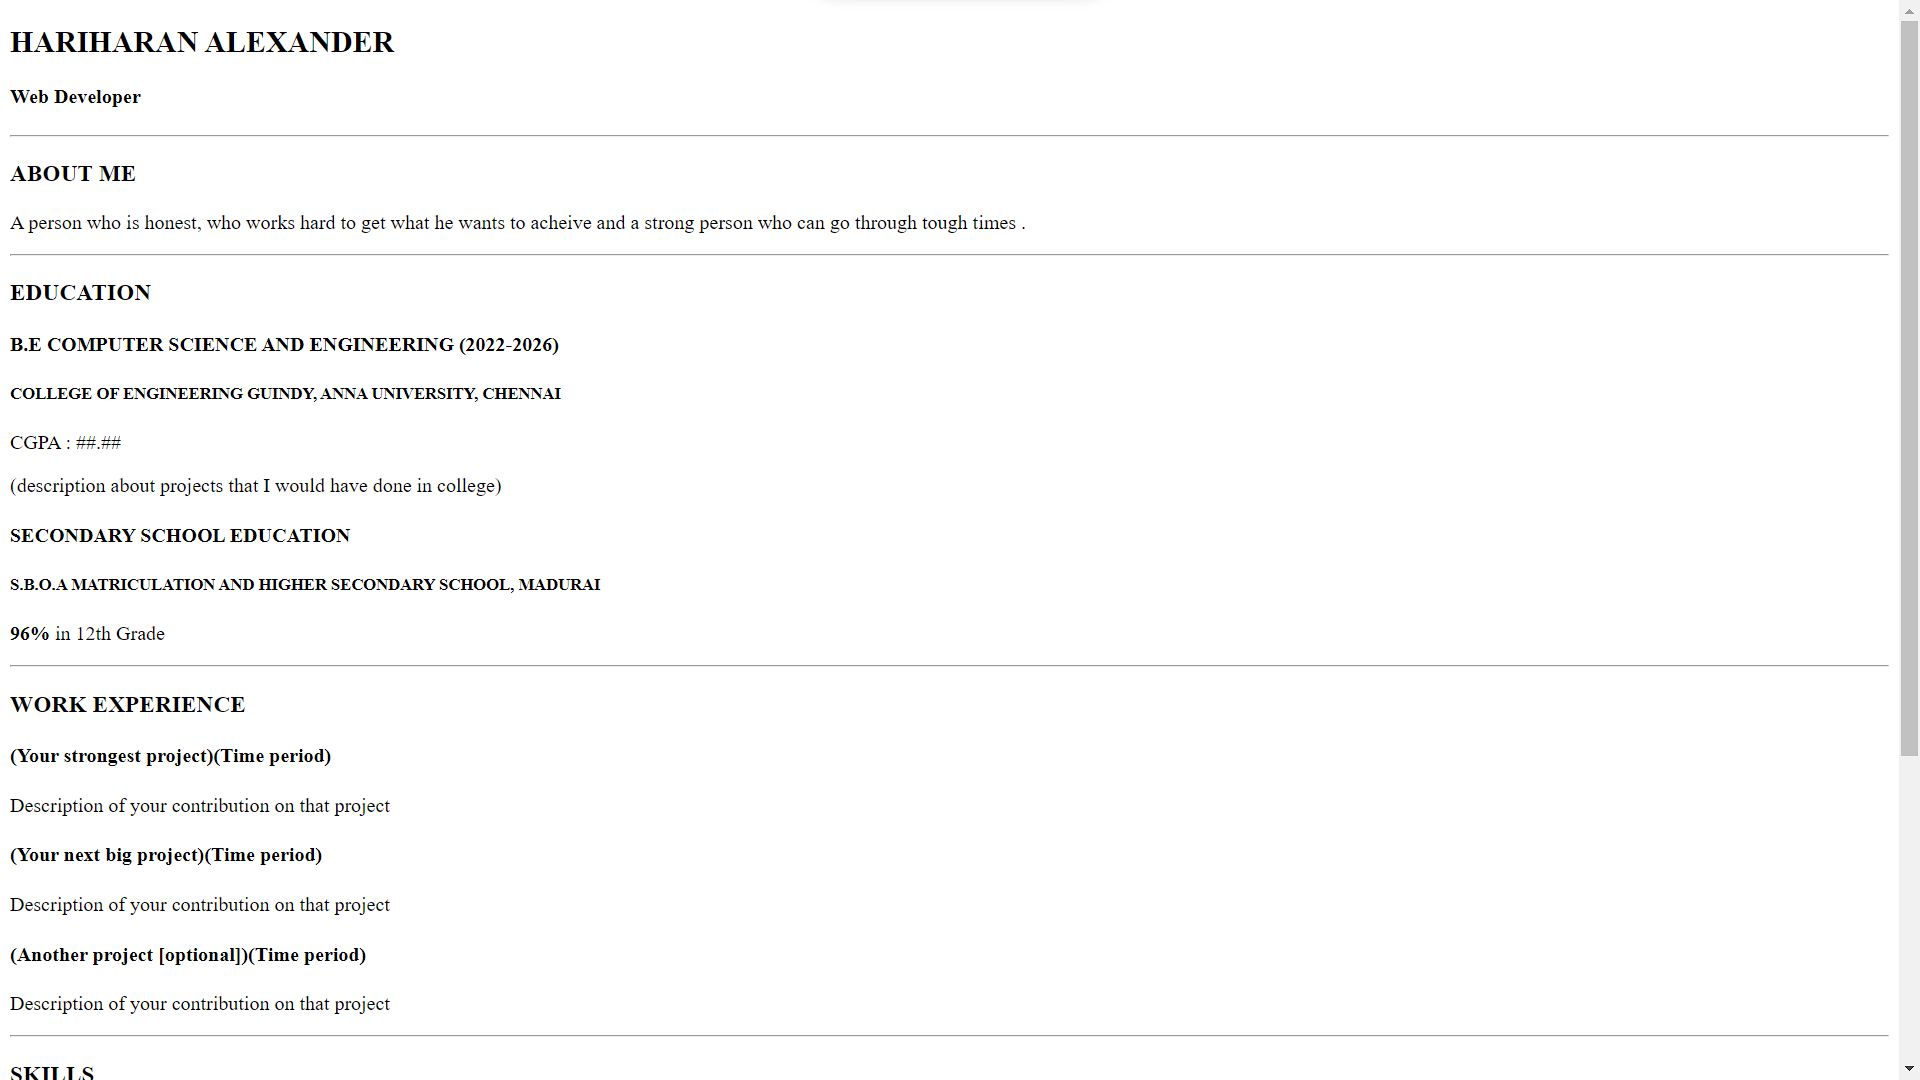 HARIHARAN ALEXANDER
Web Developer
ABOUT ME
A person who is honest, who works hard to get what he wants to acheive and a strong person who can go through tough times .
EDUCATION
B.E COMPUTER SCIENCE AND ENGINEERING (2022-2026)
COLLEGE OF ENGINEERING GUINDY, ANNA UNIVERSITY, CHENNAI
CGPA : ##.##
(description about projects that I would have done in college)
SECONDARY SCHOOL EDUCATION
S.B.O.A MATRICULATION AND HIGHER SECONDARY SCHOOL, MADURAI
96% in 12th Grade
WORK EXPERIENCE
(Your strongest project)(Time period)
Description of your contribution on that project
(Your next big project)(Time period)
Description of your contribution on that project
(Another project [optional])(Time period)
Description of your contribution on that project
SKILLS